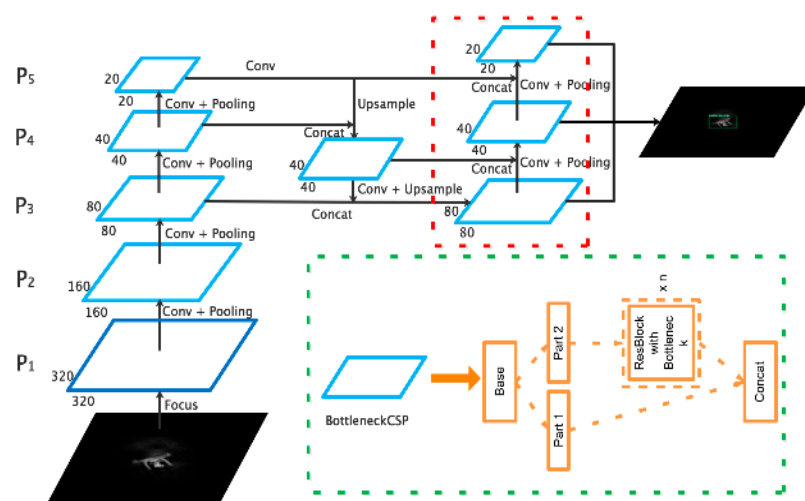 P5
20
20
Conv
Conv + Pooling
Upsample
20
20
Concat
Conv + Pooling
P4
40
40
Conv + Pooling
Concat
40
40
Conv + Upsample
40
40
Concat
Conv + Pooling
P3
80
80
Conv + Pooling
Concat
80
80
P2
160
160
Conv + Pooling
P1
320
320
Focus
BottleneckCSP
Base
Part 2
Part 1
x n
ResBlock
with
Bottlenec
k
Concat